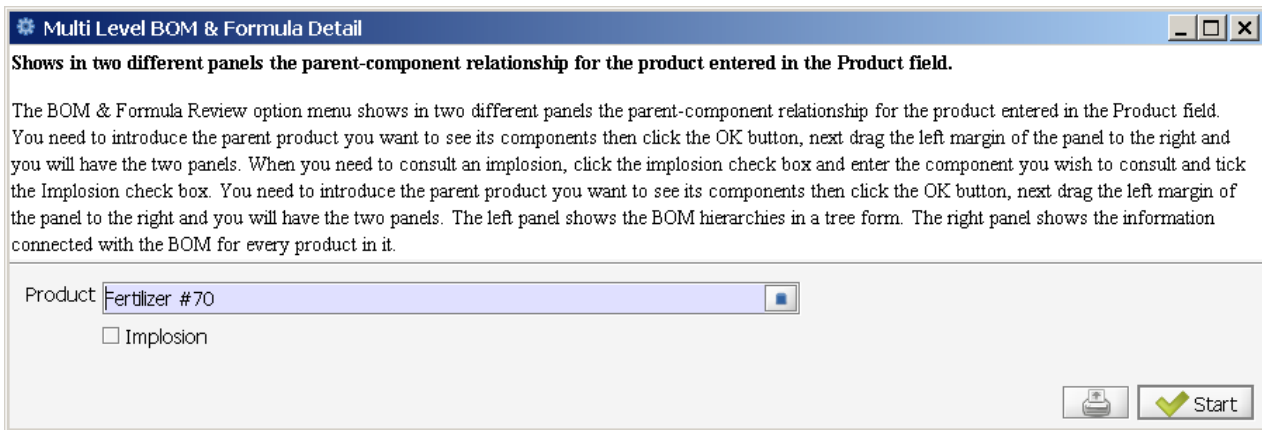 Multi Level BOM & Formula Detail
Shows in two different panels the parent-component relationship for the product entered in the Product field.
The BOM & Formula Review option menu shows in two different panels the parent-component relationship for the product entered in the Product field.
You need to introduce the parent product you want to see its components then click the OK button, next drag the left margin of the panel to the right and
you will have the two panels. When you need to consult an implosion, click the implosion check box and enter the component you wish to consult and tick
the Implosion check box. You need to introduce the parent product you want to see its components then click the OK button, next drag the left margin of
the panel to the right and you will have the two panels. The left panel shows the BOM hierarchies in a tree form. The right panel shows the information
connected with the BOM for every product in it.
Product Fertilizer #70
Implosion
Start